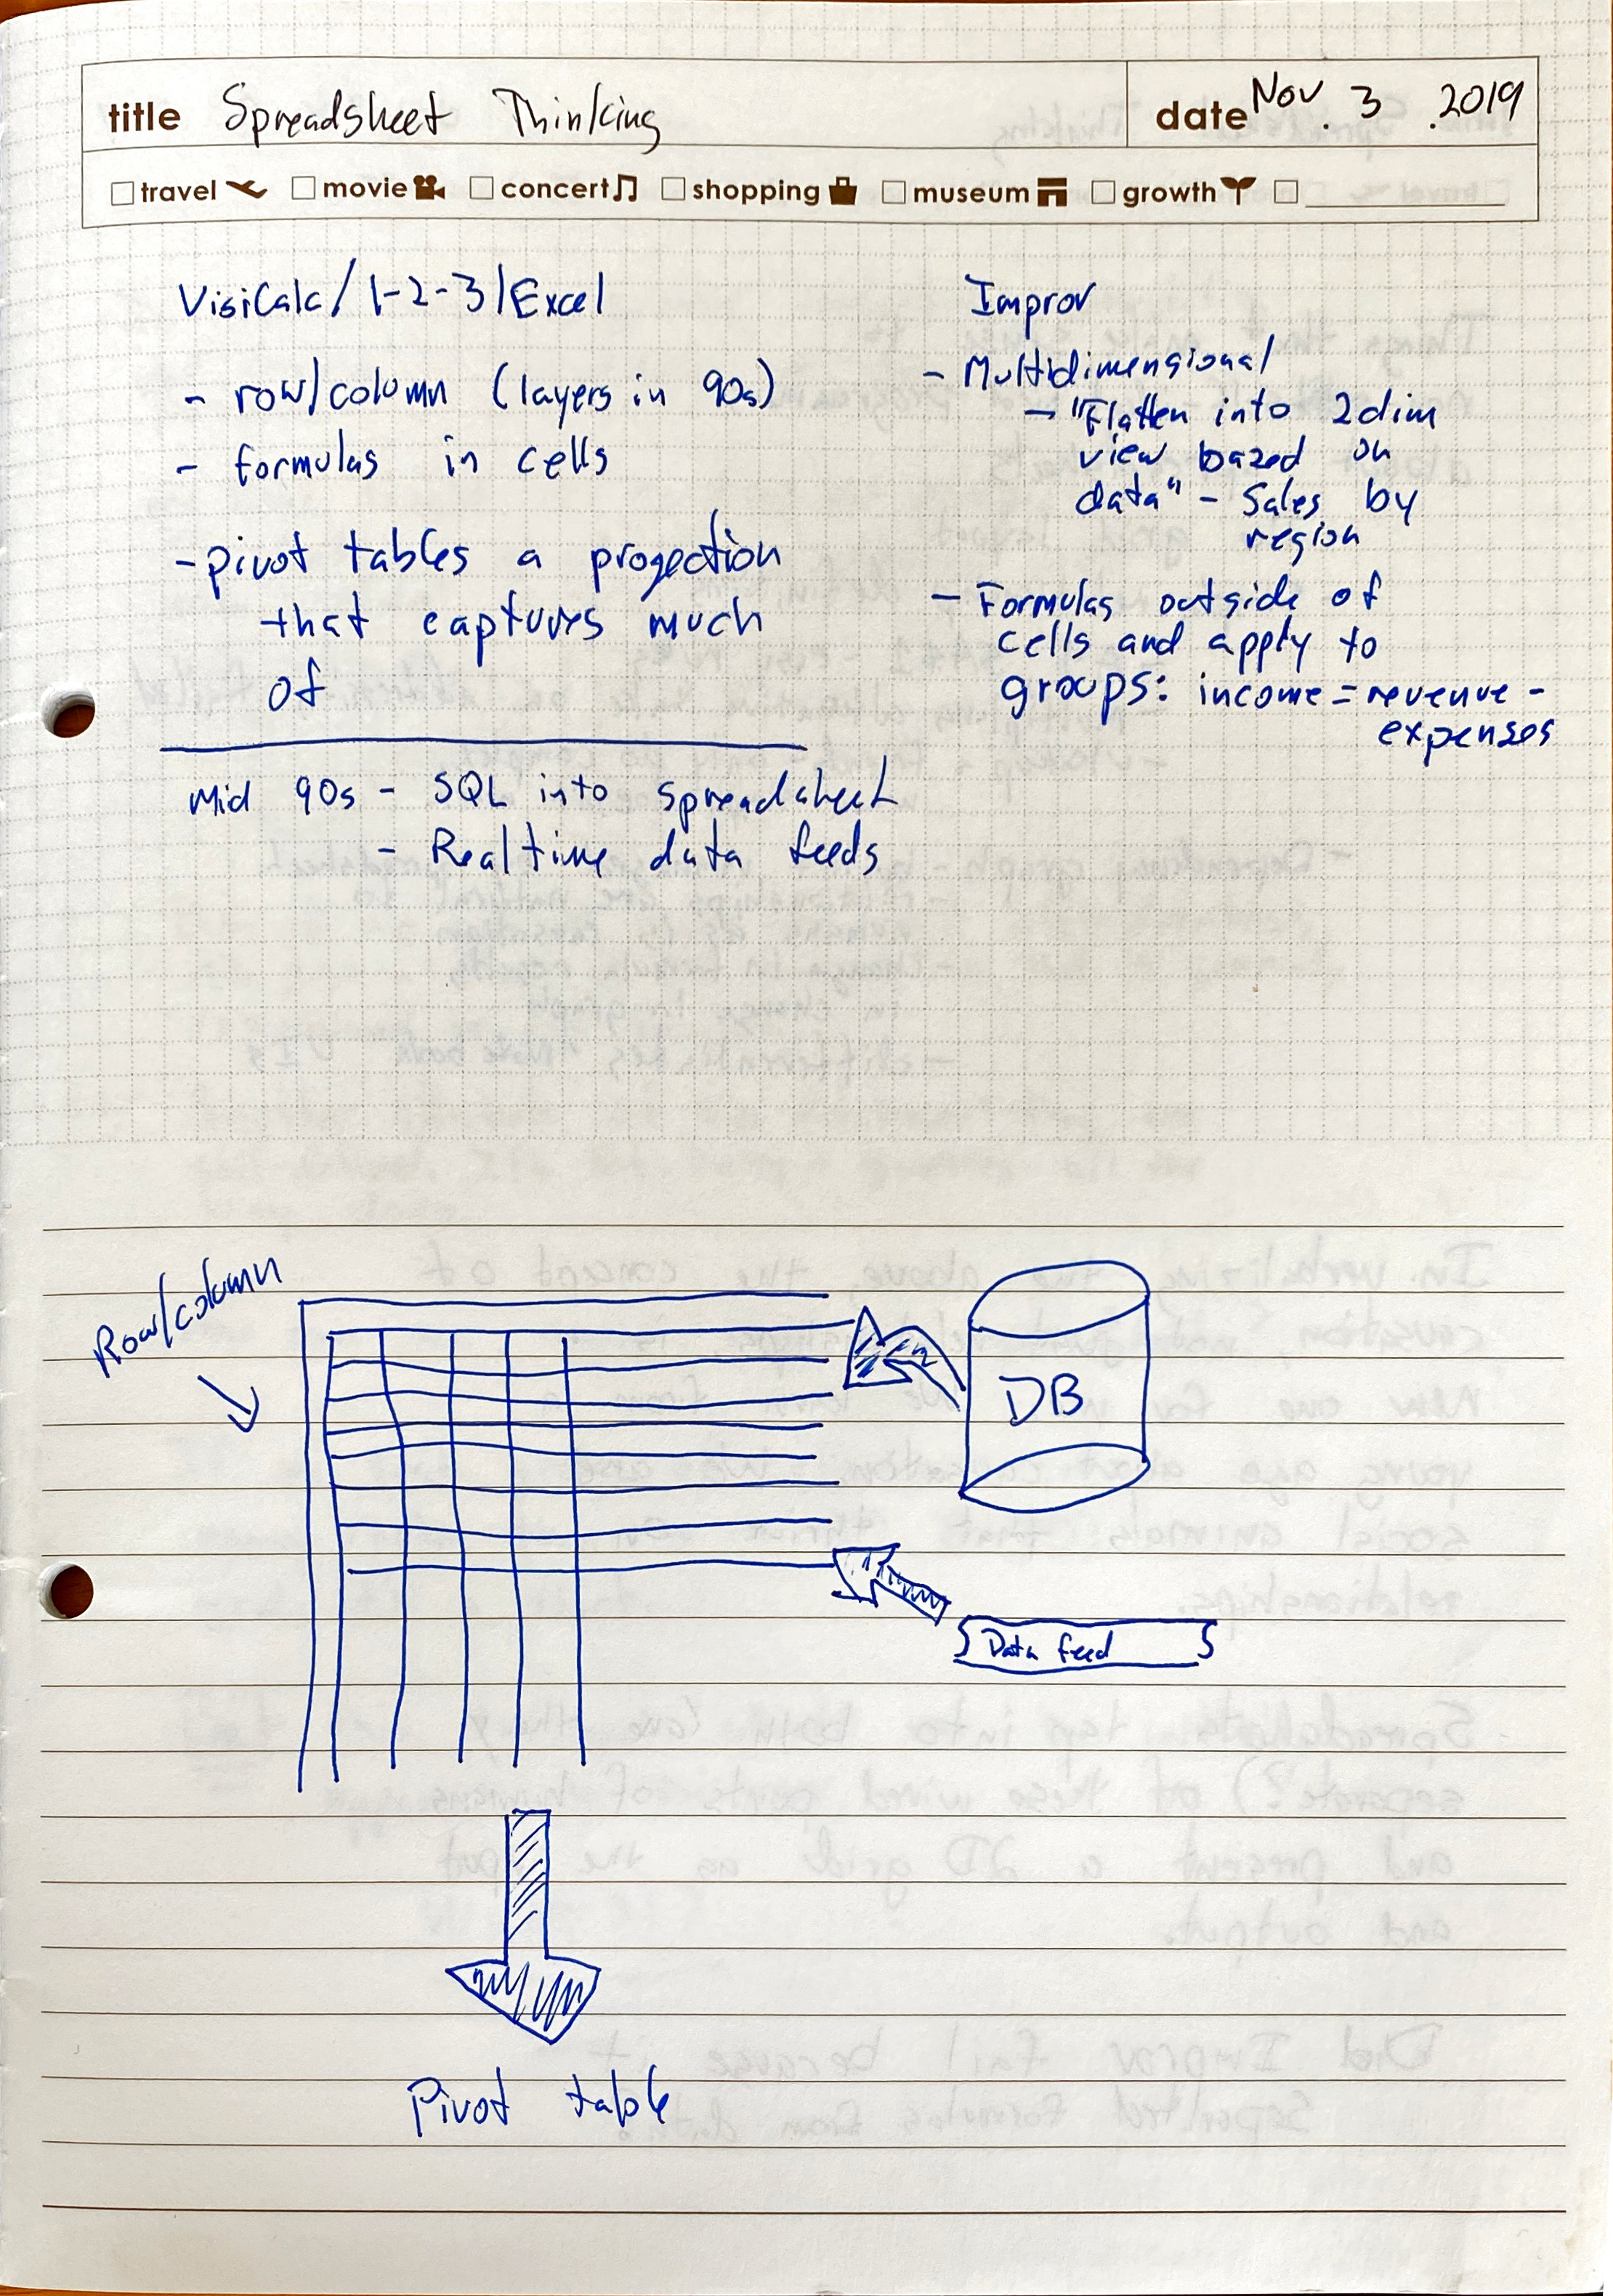 title Spreadsheet Thinking
date Nov. 3 .2019
travel movie concert shopping museum growth
VisiCalc/1-2-3/Excel
- row/column (layers in 90s)
- formulas in cells
- pivot tables a progection
that captures much
of
Mid 90s - SQL into spreadsheet
- Realtime data feeds
Improv
- Multidimensional
- "Flatten into 2dim
view bazed on
data" - Sales by
region
- Formulas outside of
cells and apply to
groups: income = revenue -
expenses
Row/column
DB
Data feed
Pivot table